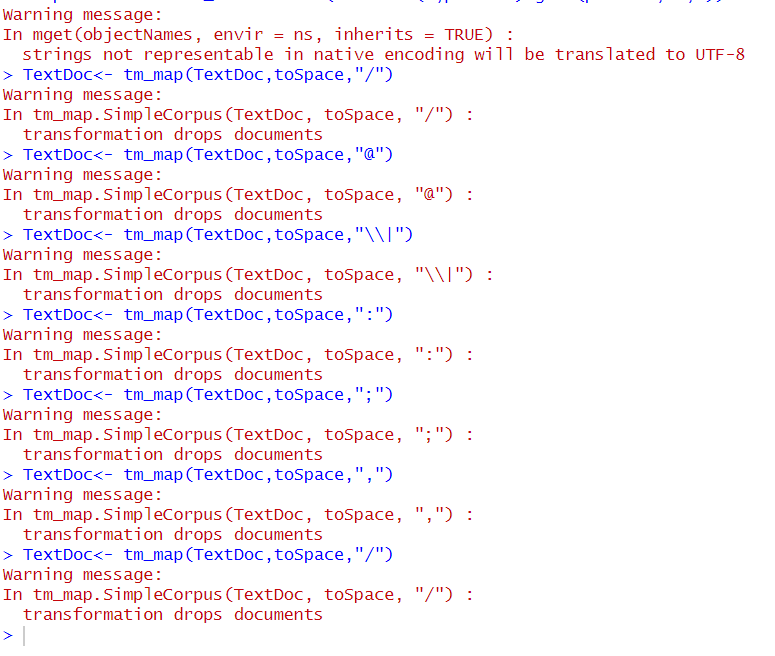 Warning message:
In mget(objectNames, envir = ns, inherits = TRUE) :
  strings not representable in native encoding will be translated to UTF-8
> TextDoc<- tm_map(TextDoc,toSpace,"/")
Warning message:
In tm_map.SimpleCorpus(TextDoc, toSpace, "/") :
  transformation drops documents
> TextDoc<- tm_map(TextDoc,toSpace,"@")
Warning message:
In tm_map.SimpleCorpus(TextDoc, toSpace, "@") :
  transformation drops documents
> TextDoc<- tm_map(TextDoc,toSpace,"\\|")
Warning message:
In tm_map.SimpleCorpus(TextDoc, toSpace, "\\|") :
  transformation drops documents
> TextDoc<- tm_map(TextDoc,toSpace,":")
Warning message:
In tm_map.SimpleCorpus(TextDoc, toSpace, ":") :
  transformation drops documents
> TextDoc<- tm_map(TextDoc,toSpace,";")
Warning message:
In tm_map.SimpleCorpus(TextDoc, toSpace, ";") :
  transformation drops documents
> TextDoc<- tm_map(TextDoc,toSpace,",")
Warning message:
In tm_map.SimpleCorpus(TextDoc, toSpace, ",") :
  transformation drops documents
> TextDoc<- tm_map(TextDoc,toSpace,"/")
Warning message:
In tm_map.SimpleCorpus(TextDoc, toSpace, "/") :
  transformation drops documents
>